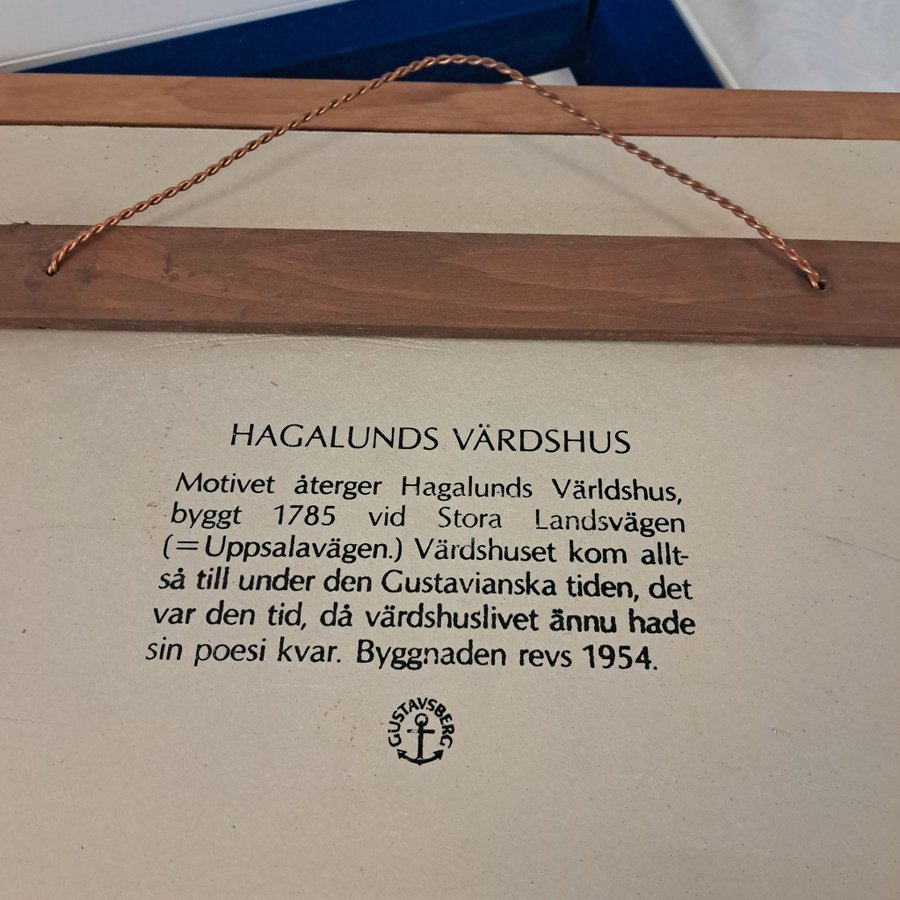 HAGALUNDS VÄRDSHUS
Motivet återger Hagalunds Världshus,
byggt 1785 vid Stora Landsvägen
(=Uppsalavägen.) Värdshuset kom allt-
så till under den Gustavianska tiden, det
var den tid, då värdshuslivet ännu hade
sin poesi kvar. Byggnaden revs 1954.
GUSTAVSBERG